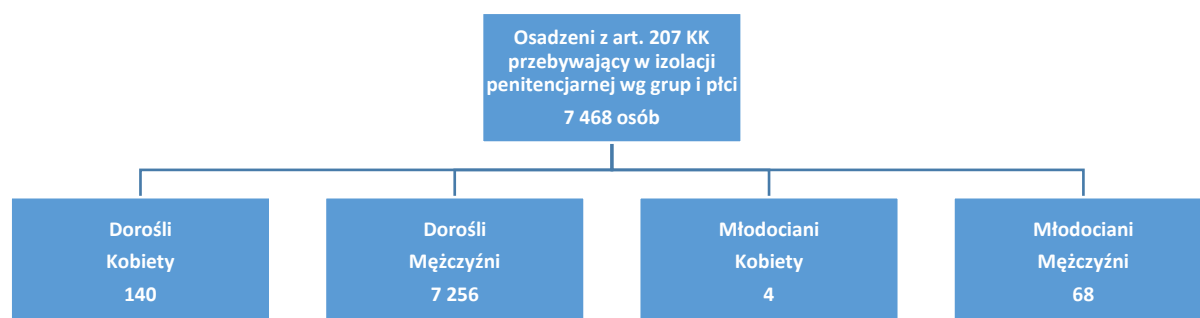 Osadzeni z art. 207 KK
przebywający w izolacji
penitencjarnej wg grup i płci
7 468 osób
Dorośli
Kobiety
140
Dorośli
Mężczyźni
7 256
Młodociani
Kobiety
4
Młodociani
Mężczyźni
68